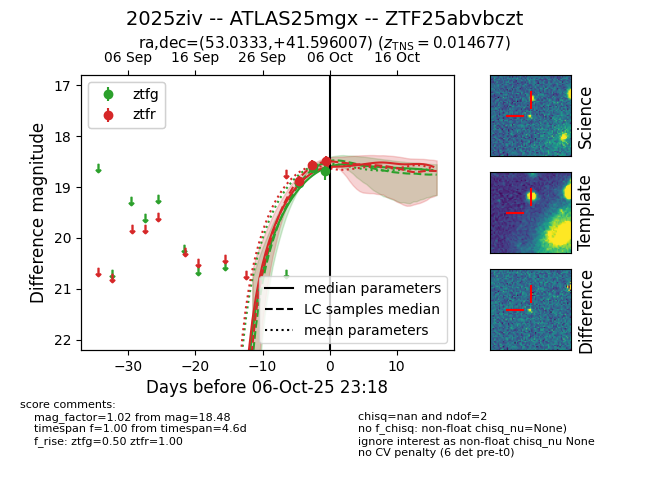 2025ziv -- ATLAS25mgx -- ZTF25abvbczt
ra,dec=(53.0333,+41.596007) (z_TNS = 0.014677)
06 Sep 16 Sep 26 Sep 06 Oct 16 Oct
ztfg
ztfr
17
18
19
20
21
22
Difference magnitude
median parameters
LC samples median
mean parameters
−30 −20 −10 0 10
Days before 06-Oct-25 23:18
Science
Template
Difference
score comments:
mag_factor=1.02 from mag=18.48
timespan f=1.00 from timespan=4.6d
f_rise: ztfg=0.50 ztfr=1.00
chisq=nan and ndof=2
no f_chisq: non-float chisq_nu=None)
ignore interest as non-float chisq_nu None
no CV penalty (6 det pre-t0)